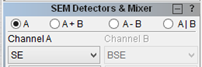 SEM Detectors & Mixer − ?
A A + B A - B A | B
Channel A Channel B
SE BSE